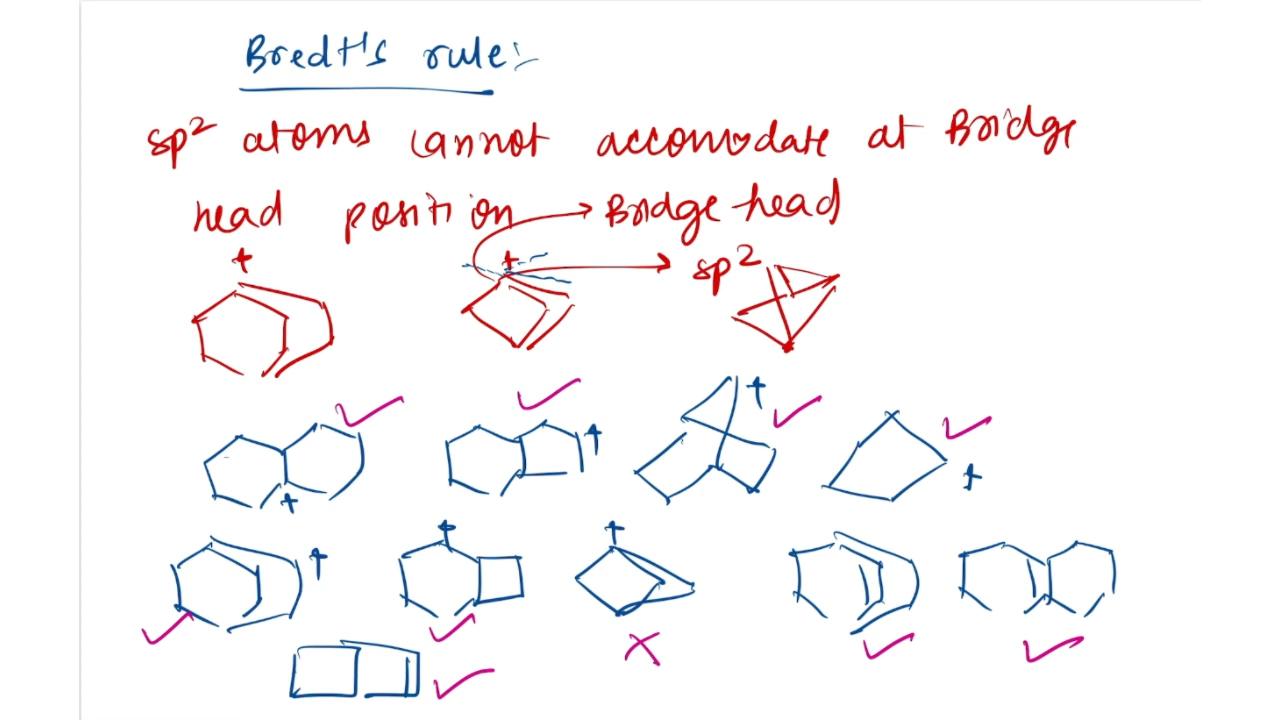 Bredt's rule:-
sp² atoms cannot accomodate at Bridge
head position → Bridge head
+ + → sp²
+ + +
+
+ + +